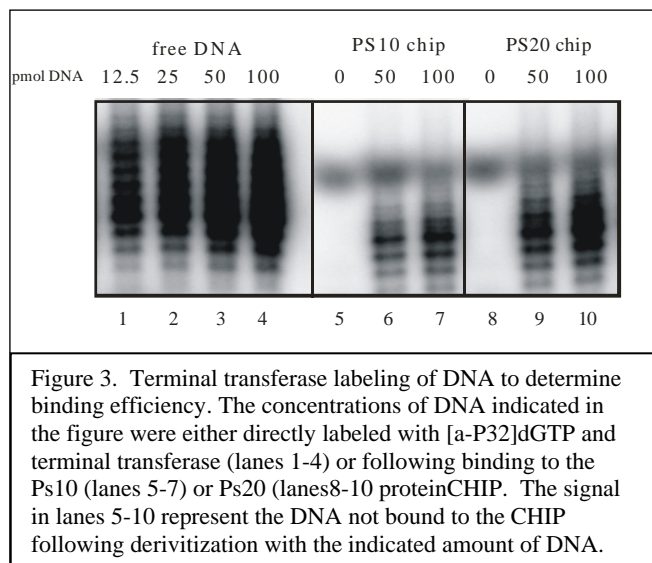 free DNA PS10 chip PS20 chip
pmol DNA 12.5 25 50 100 0 50 100 0 50 100
1 2 3 4 5 6 7 8 9 10
Figure 3. Terminal transferase labeling of DNA to determine
binding efficiency. The concentrations of DNA indicated in
the figure were either directly labeled with [a-P32]dGTP and
terminal transferase (lanes 1-4) or following binding to the
Ps10 (lanes 5-7) or Ps20 (lanes8-10 proteinCHIP. The signal
in lanes 5-10 represent the DNA not bound to the CHIP
following derivitization with the indicated amount of DNA.